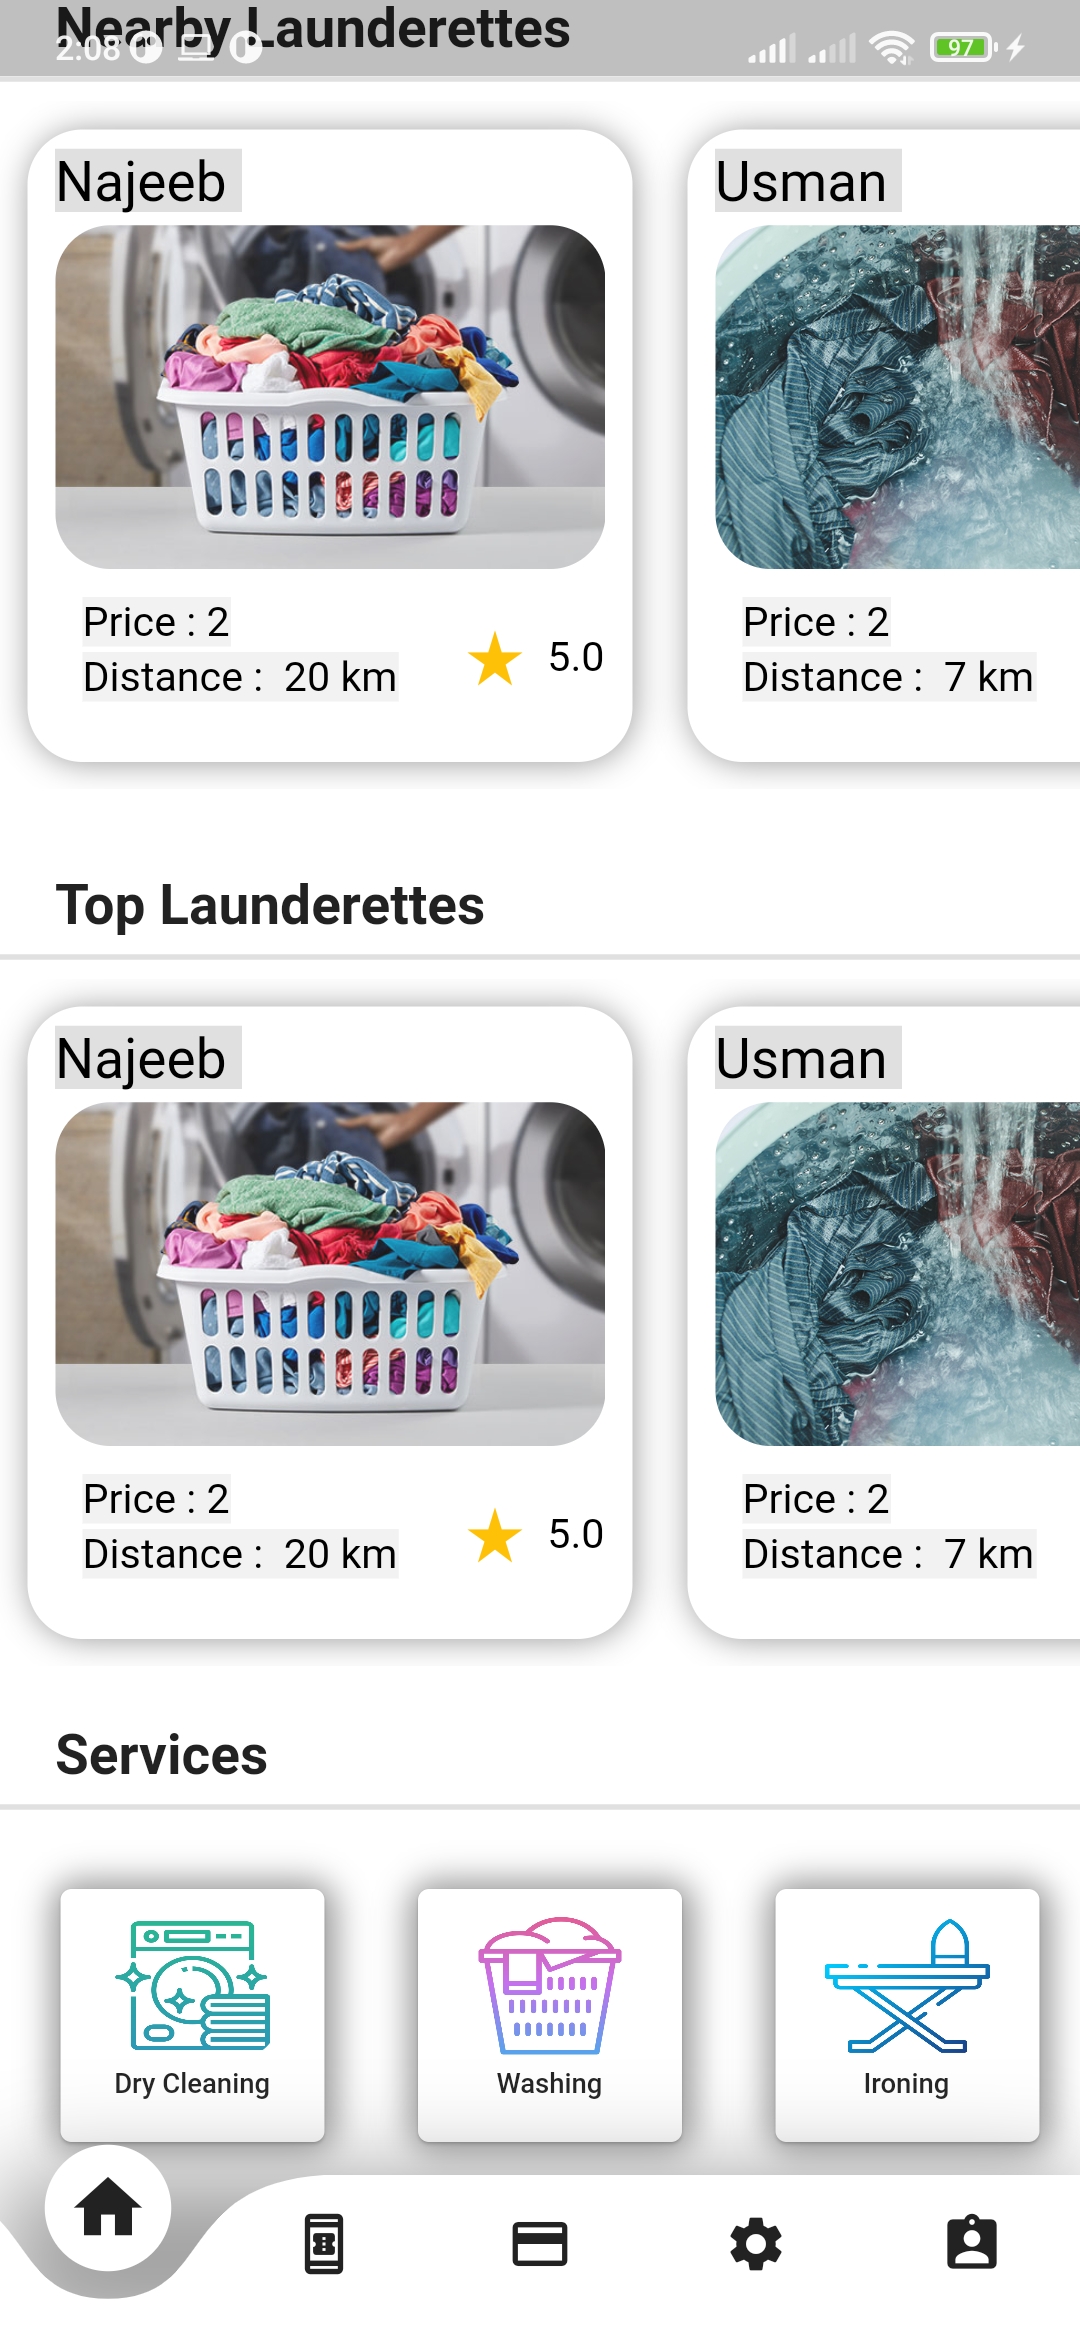 Nearby Launderettes
2:08
97
Najeeb
Usman
Price : 2
Distance : 20 km
5.0
Price : 2
Distance : 7 km
Top Launderettes
Najeeb
Usman
Price : 2
Distance : 20 km
5.0
Price : 2
Distance : 7 km
Services
Dry Cleaning
Washing
Ironing